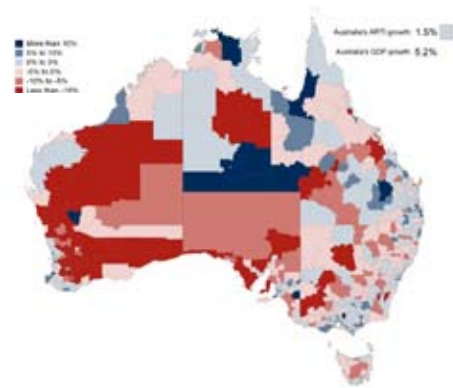 More than 10%
5% to 10%
0% to 5%
-5% to 0%
-10% to -5%
Less than -10%
Australia's ARTI growth: 1.5%
Australia's GDP growth: 5.2%